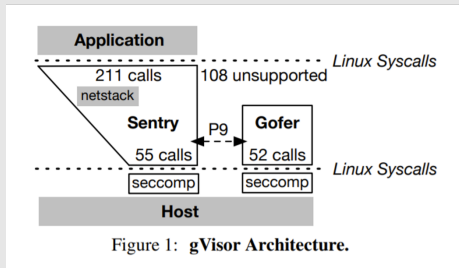 Application
Linux Syscalls
211 calls
108 unsupported
netstack
Sentry
P9
Gofer
55 calls
52 calls
Linux Syscalls
seccomp
seccomp
Host
Figure 1: gVisor Architecture.